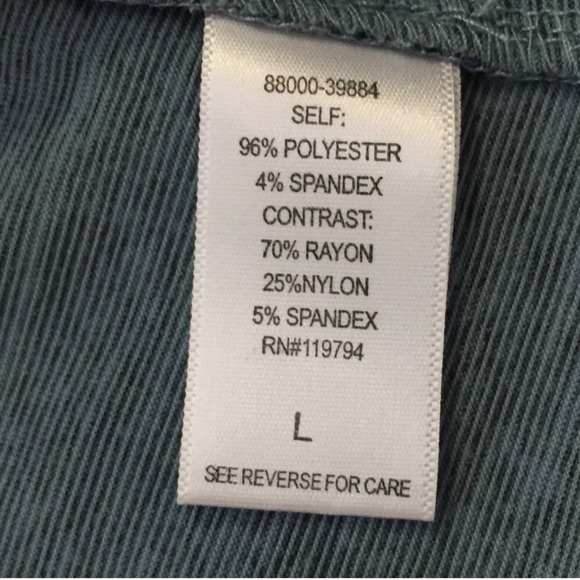 88000-39884
SELF:
96% POLYESTER
4% SPANDEX
CONTRAST:
70% RAYON
25%NYLON
5% SPANDEX
RN#119794
L
SEE REVERSE FOR CARE